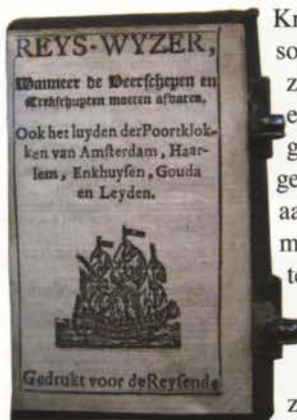 REYS-WYZER,
Wanneer de Veerschepen en
Trekschuyten moeten afvaren.
Ook het luyden der Poortklok-
ken van Amsterdam, Haar-
lem, Enkhuysen, Gouda
en Leyden.
Gedrukt voor de Reysende